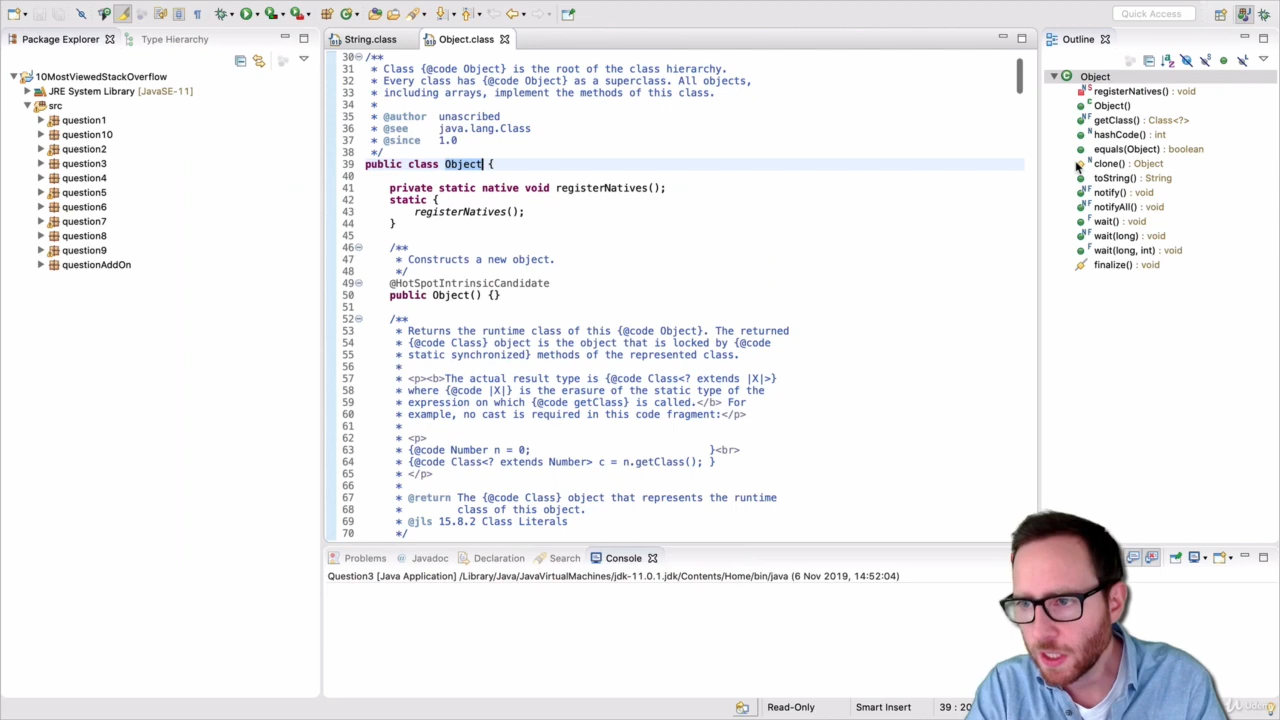 Quick Access
Package Explorer
Type Hierarchy
10MostViewedStackOverflow
JRE System Library [JavaSE-11]
src
question1
question10
question2
question3
question4
question5
question6
question7
question8
question9
questionAddOn
String.class
Object.class
30 /**
31 * Class {@code Object} is the root of the class hierarchy.
32 * Every class has {@code Object} as a superclass. All objects,
33 * including arrays, implement the methods of this class.
34 *
35 * @author unascribed
36 * @see java.lang.Class
37 * @since 1.0
38 */
39 public class Object {
40
41 private static native void registerNatives();
42 static {
43 registerNatives();
44 }
45
46 /**
47 * Constructs a new object.
48 */
49 @HotSpotIntrinsicCandidate
50 public Object() {}
51
52 /**
53 * Returns the runtime class of this {@code Object}. The returned
54 * {@code Class} object is the object that is locked by {@code
55 * static synchronized} methods of the represented class.
56 *
57 * <p><b>The actual result type is {@code Class<? extends |X|>}
58 * where {@code |X|} is the erasure of the static type of the
59 * expression on which {@code getClass} is called.</b> For
60 * example, no cast is required in this code fragment:</p>
61 *
62 * <p>
63 * {@code Number n = 0; }<br>
64 * {@code Class<? extends Number> c = n.getClass(); }
65 * </p>
66 *
67 * @return The {@code Class} object that represents the runtime
68 * class of this object.
69 * @jls 15.8.2 Class Literals
70 */
Outline
Object
registerNatives() : void
Object()
getClass() : Class<?>
hashCode() : int
equals(Object) : boolean
clone() : Object
toString() : String
notify() : void
notifyAll() : void
wait() : void
wait(long) : void
wait(long, int) : void
finalize() : void
Problems
Javadoc
Declaration
Search
Console
Question3 [Java Application] /Library/Java/JavaVirtualMachines/jdk-11.0.1.jdk/Contents/Home/bin/java (6 Nov 2019, 14:52:04)
Read-Only
Smart Insert
39 : 20
Udemy